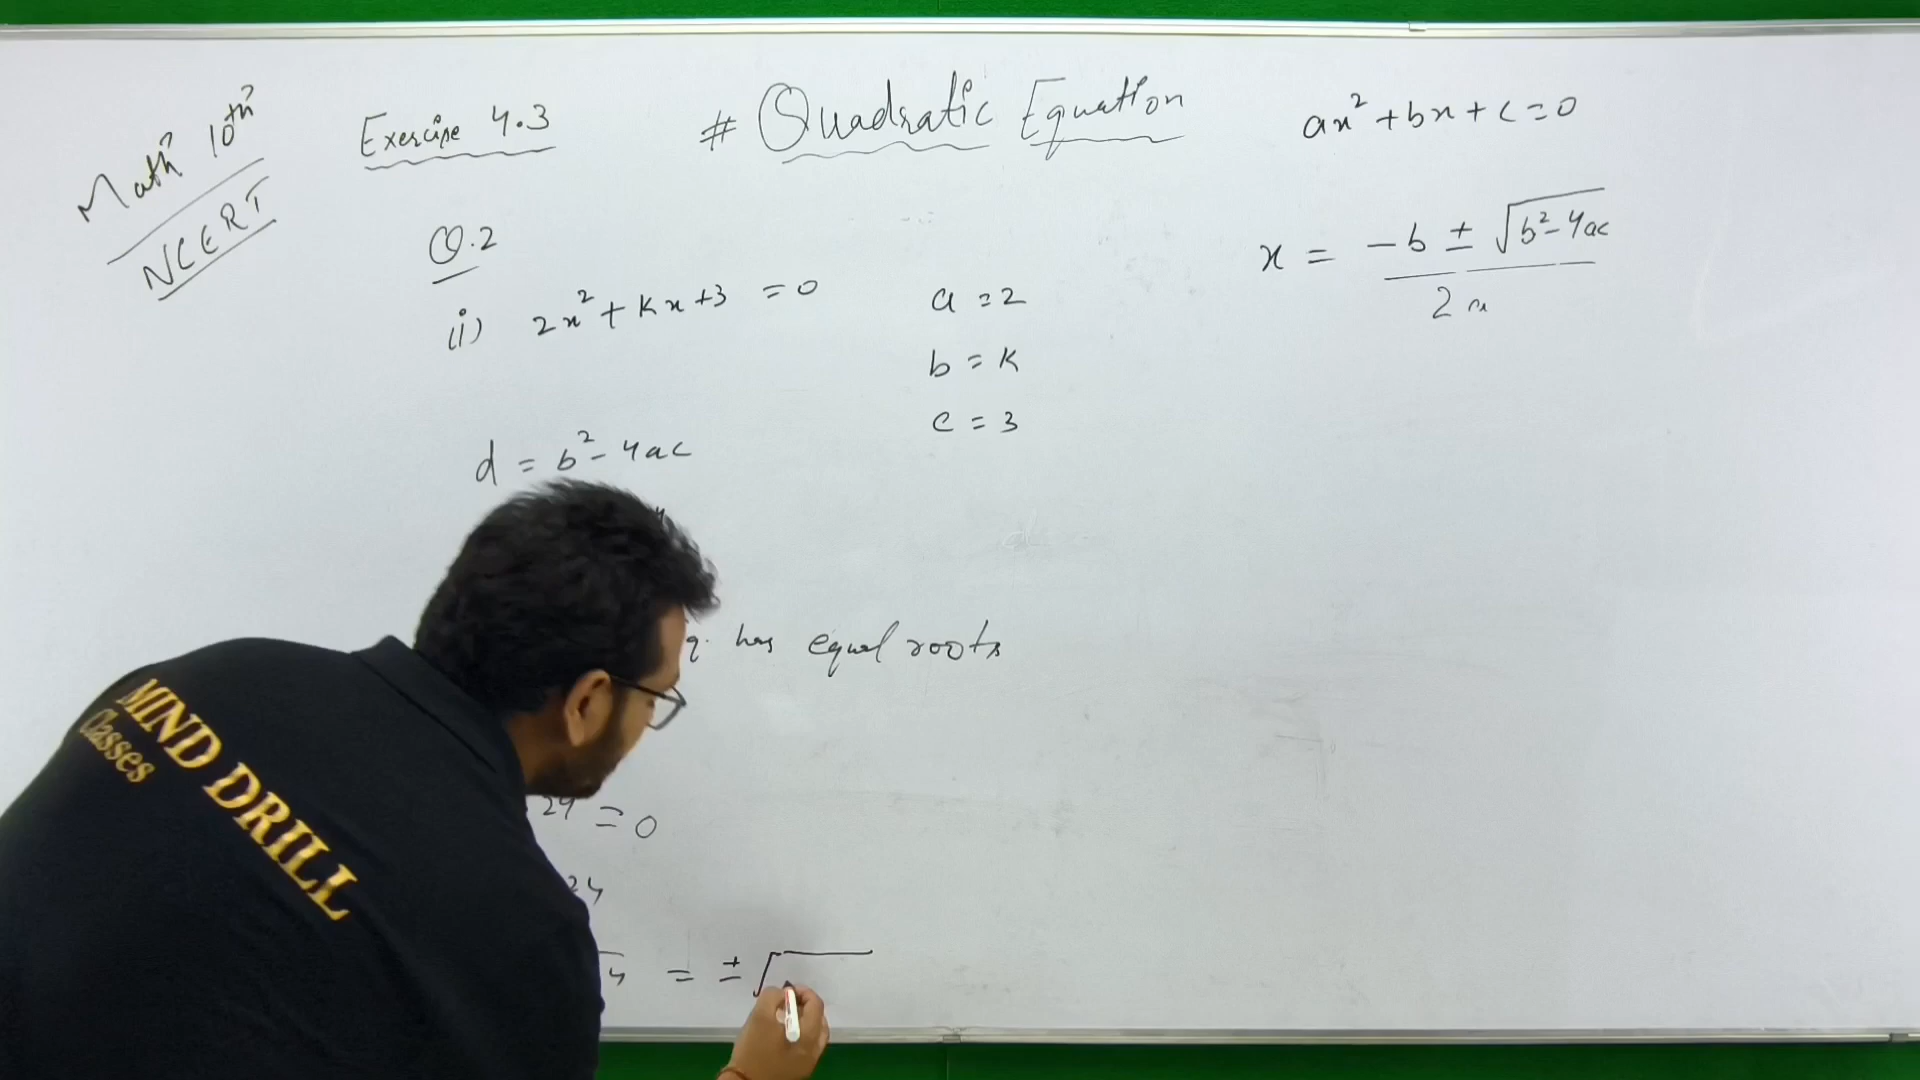 Math 10th
NCERT
Exercise 4.3
# Quadratic Equation
ax² + bx + c = 0
x = -b ± √b² - 4ac
2a
Q.2
(i) 2x² + kx + 3 = 0
a = 2
b = k
c = 3
d = b² - 4ac
q. has equal roots
24 = 0
24
4 = ± √
MIND DRILL
Classes